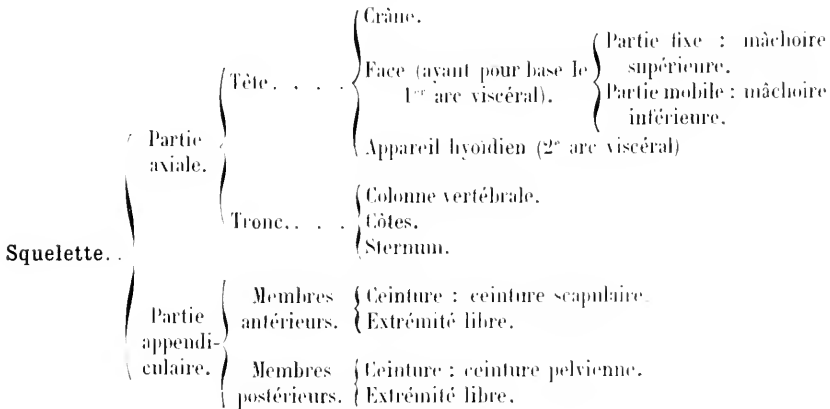 Crâne.
Face (ayant pour base le
1er arc viscéral).
Partie fixe : mâchoire
supérieure.
Partie mobile : mâchoire
inférieure.
Appareil hyoïdien (2e arc viscéral)
Tête. . . .
Partie
axiale.
Tronc. . . .
Colonne vertébrale.
Côtes.
Sternum.
Squelette. .
Partie
appendi-
culaire.
Membres
antérieurs.
Ceinture : ceinture scapulaire.
Extrémité libre.
Membres
postérieurs.
Ceinture : ceinture pelvienne.
Extrémité libre.